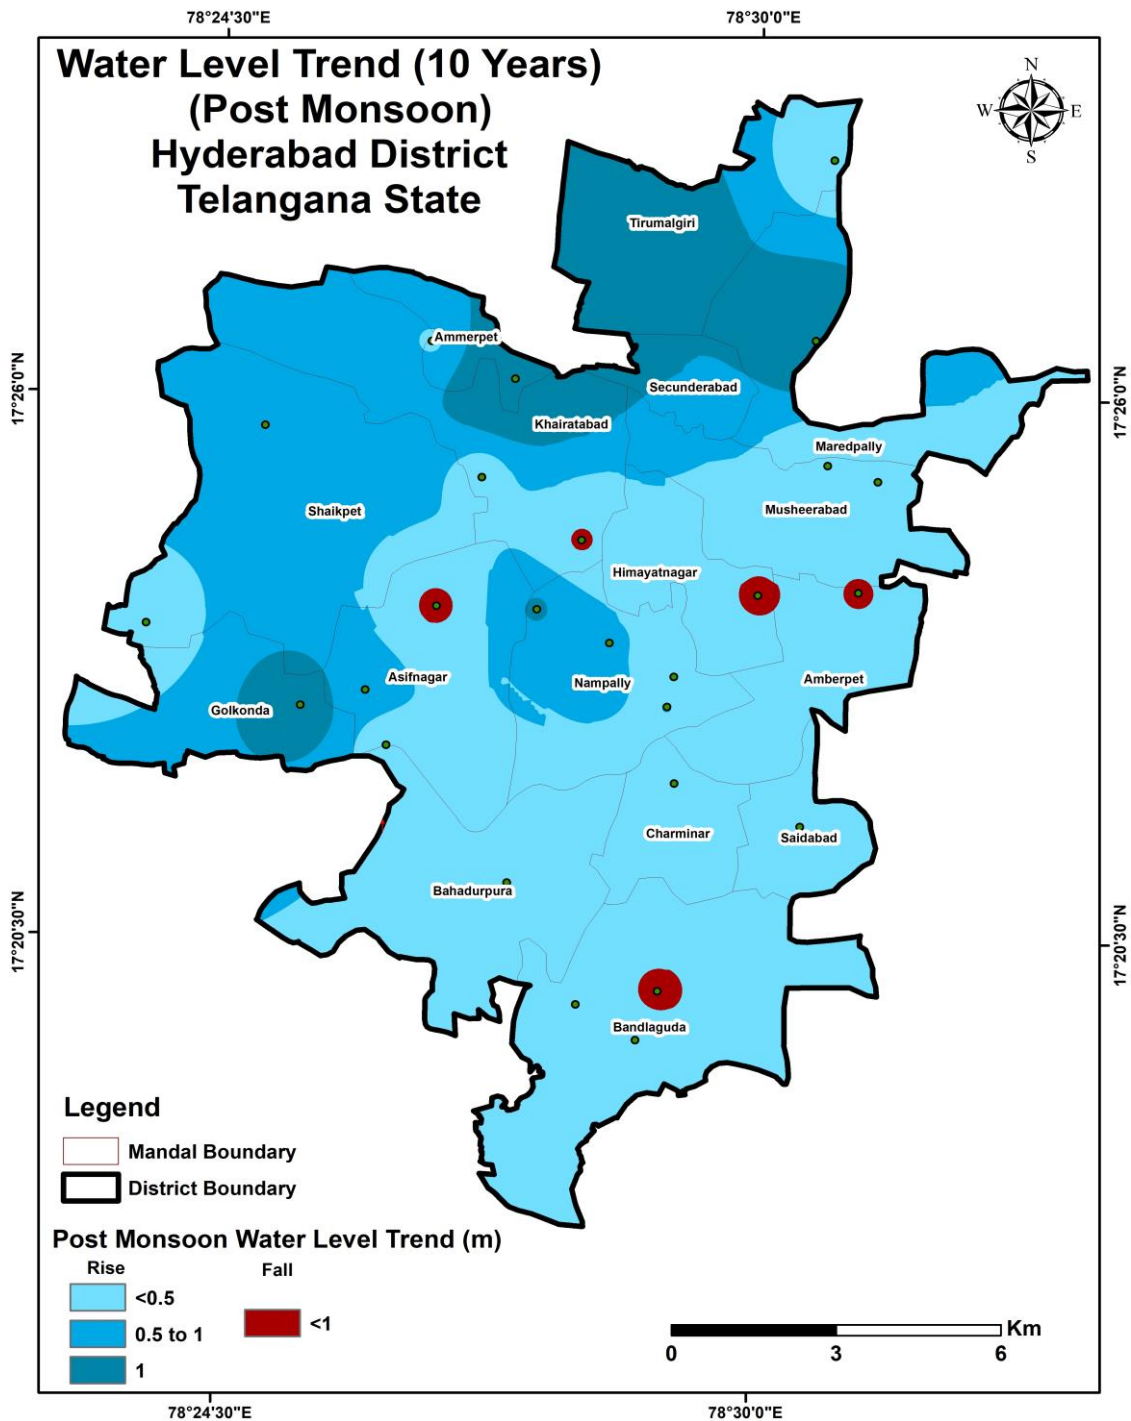 78°24'30"E
78°30'0"E
Water Level Trend (10 Years)
(Post Monsoon)
Hyderabad District
Telangana State
N
W
E
S
Tirumalgiri
Ammerpet
17°26'0"N
17°26'0"N
Secunderabad
Khairatabad
Maredpally
Shaikpet
Musheerabad
Himayatnagar
Asifnagar
Nampally
Amberpet
Golkonda
Charminar
Saidabad
Bahadurpura
17°20'30"N
17°20'30"N
Bandlaguda
Legend
Mandal Boundary
District Boundary
Post Monsoon Water Level Trend (m)
Rise
Fall
<0.5
<1
0.5 to 1
1
Km
0
3
6
78°24'30"E
78°30'0"E